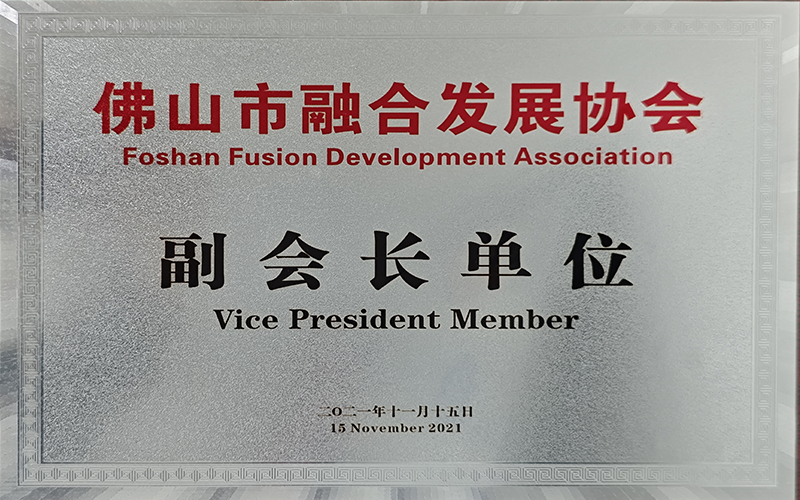 佛山市融合发展协会
Foshan Fusion Development Association
副会长单位
Vice President Member
二〇二一年十一月十五日
15 November 2021